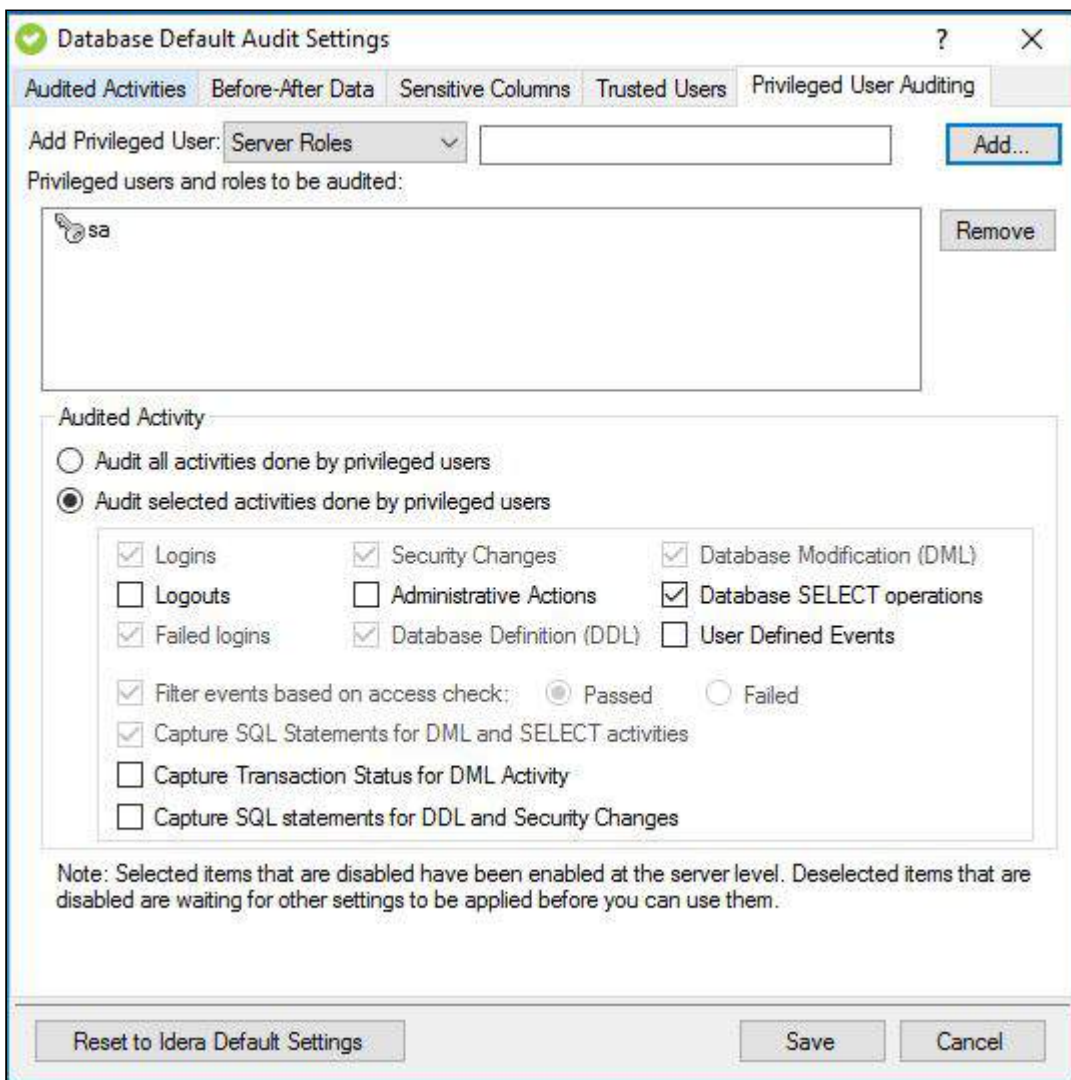 Database Default Audit Settings ?
Audited Activities Before-After Data Sensitive Columns Trusted Users Privileged User Auditing
Add Privileged User: Server Roles Add...
Privileged users and roles to be audited:
sa Remove
Audited Activity
Audit all activities done by privileged users
Audit selected activities done by privileged users
Logins Security Changes Database Modification (DML)
Logouts Administrative Actions Database SELECT operations
Failed logins Database Definition (DDL) User Defined Events
Filter events based on access check: Passed Failed
Capture SQL Statements for DML and SELECT activities
Capture Transaction Status for DML Activity
Capture SQL statements for DDL and Security Changes
Note: Selected items that are disabled have been enabled at the server level. Deselected items that are
disabled are waiting for other settings to be applied before you can use them.
Reset to Idera Default Settings Save Cancel